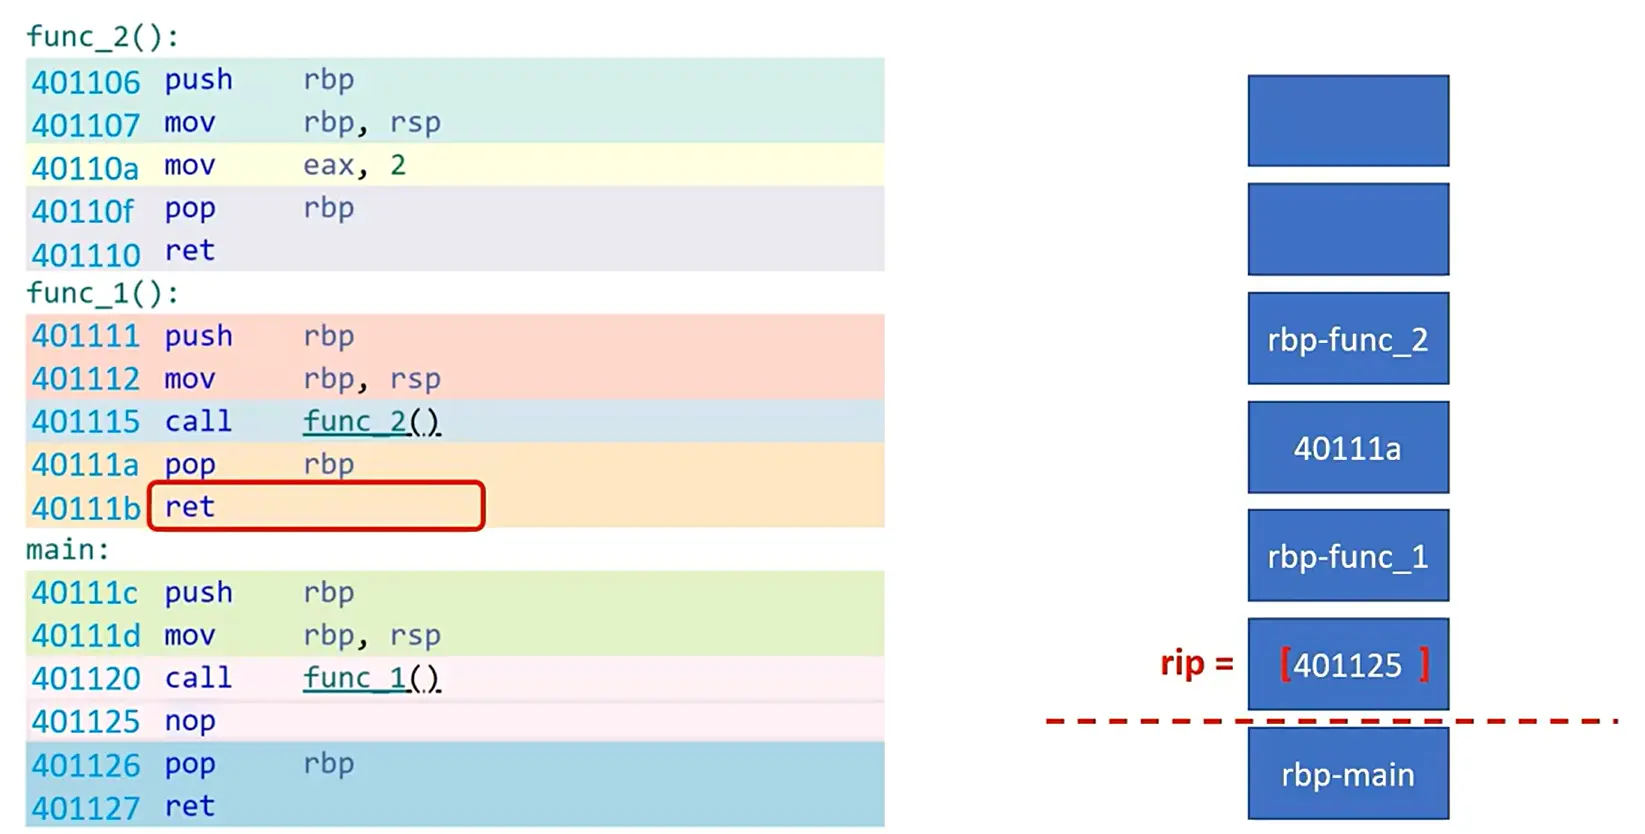 func_2():
401106 push rbp
401107 mov rbp, rsp
40110a mov eax, 2
40110f pop rbp
401110 ret
func_1():
401111 push rbp
401112 mov rbp, rsp
401115 call func_2()
40111a pop rbp
40111b ret
main:
40111c push rbp
40111d mov rbp, rsp
401120 call func_1()
401125 nop
401126 pop rbp
401127 ret
rbp-func_2
40111a
rbp-func_1
rip = [401125 ]
rbp-main